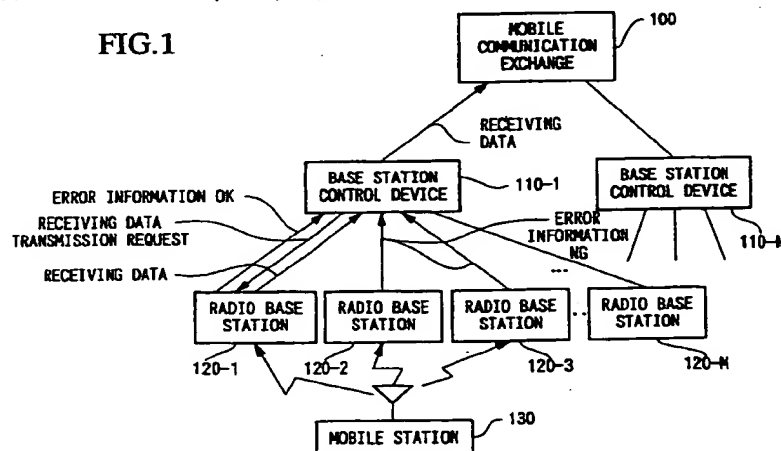 FIG.1
MOBILE
COMMUNICATION
EXCHANGE
100
RECEIVING
DATA
BASE STATION
CONTROL DEVICE
110-1
BASE STATION
CONTROL DEVICE
ERROR INFORMATION OK
RECEIVING DATA
TRANSMISSION REQUEST
RECEIVING DATA
ERROR
INFORMATION
NG
...
RADIO BASE
STATION
120-1
RADIO BASE
STATION
120-2
RADIO BASE
STATION
120-3
...
RADIO BASE
STATION
MOBILE STATION
130